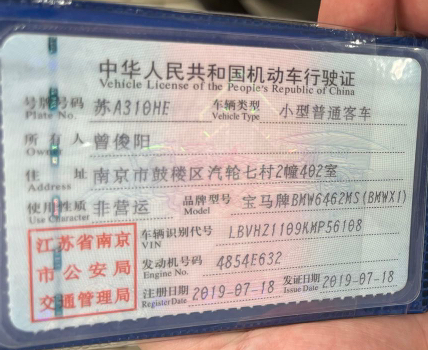 中华人民共和国机动车行驶证
Vehicle License of the People's Republic of China
号牌号码 苏A310HE 车辆类型 小型普通客车
Plate No. Vehicle Type
所有人 曾俊阳
Owner
住址 南京市鼓楼区汽轮七村2幢402室
Address
使用性质 非营运 品牌型号 宝马牌BMW6462MS(BMWX1)
Use Character Model
江苏省南京
市公安局
交通管理局
车辆识别代号 LBVHZ1109KMP56108
VIN
发动机号码 4854E632
Engine No.
注册日期 2019-07-18 发证日期 2019-07-18
Register Date Issue Date